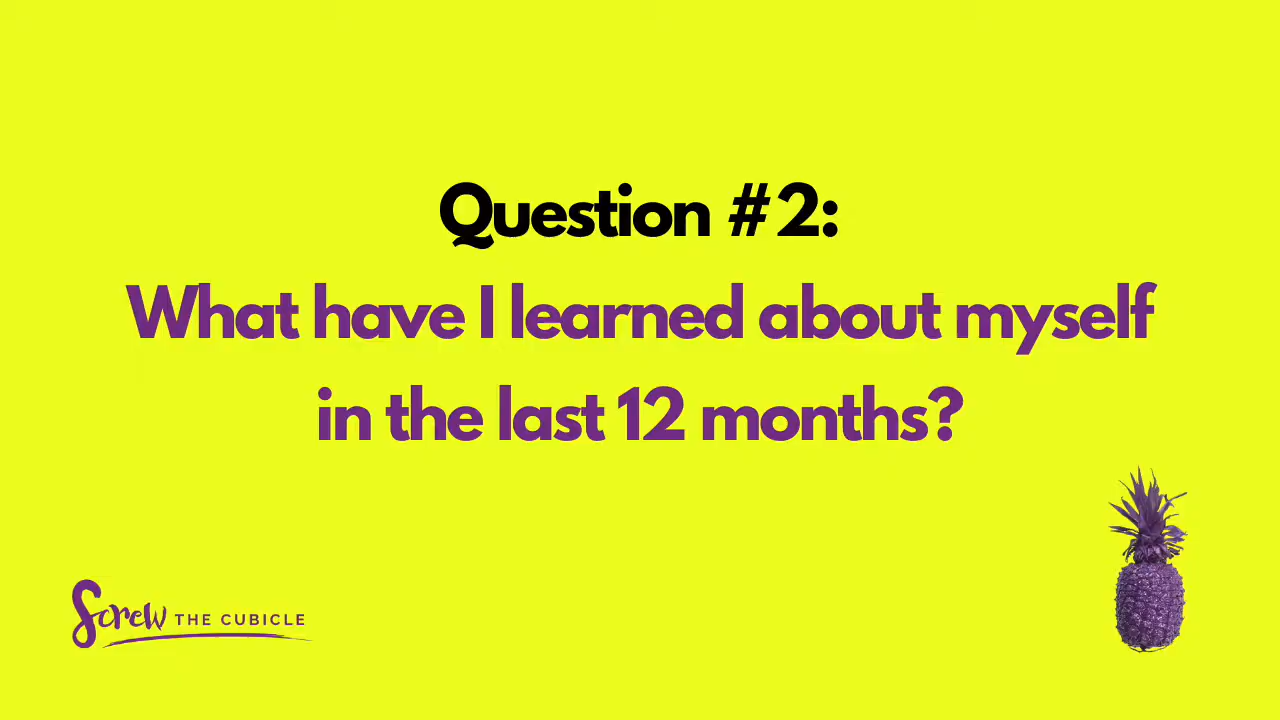 Question #2:
What have I learned about myself
in the last 12 months?
Screw THE CUBICLE